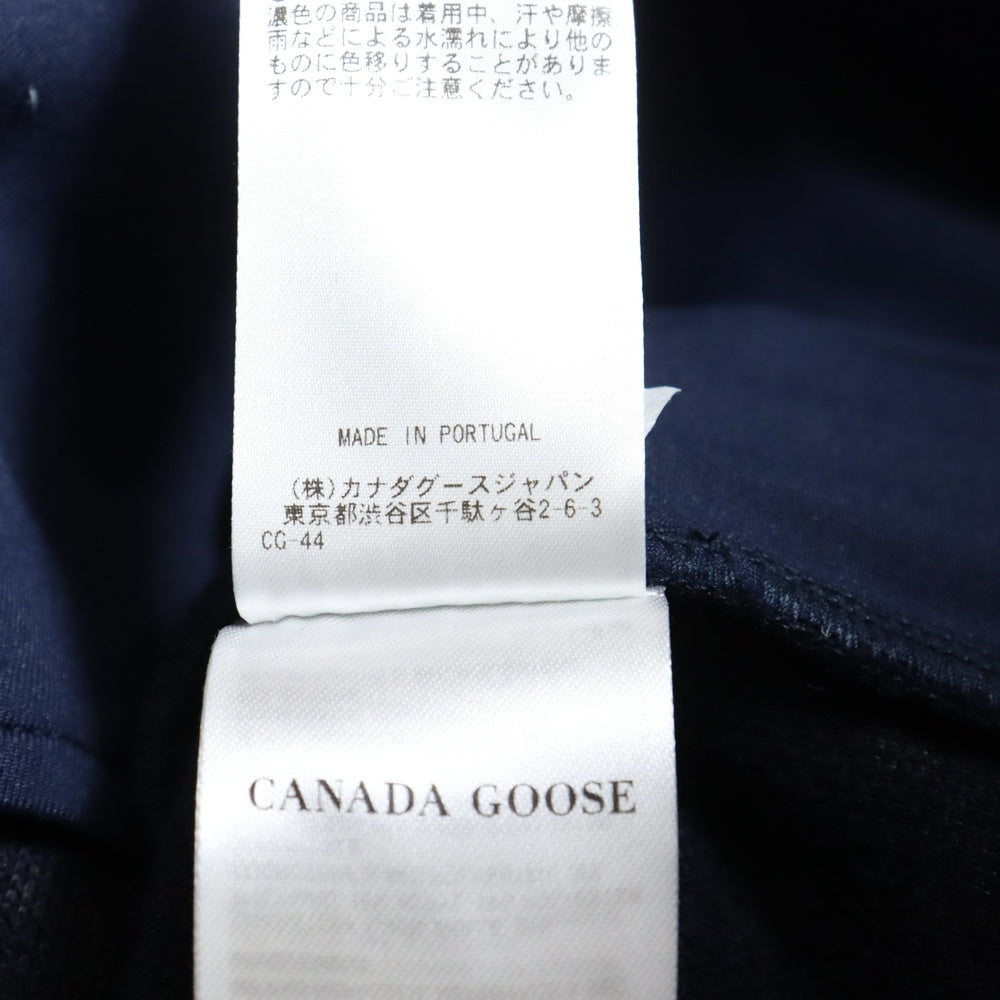 濃色の商品は着用中、汗や摩擦
雨などによる水濡れにより他の
ものに色移りすることがありま
すので十分ご注意ください。
MADE IN PORTUGAL
(株)カナダグースジャパン
東京都渋谷区千駄ヶ谷2-6-3
CG-44
CANADA GOOSE